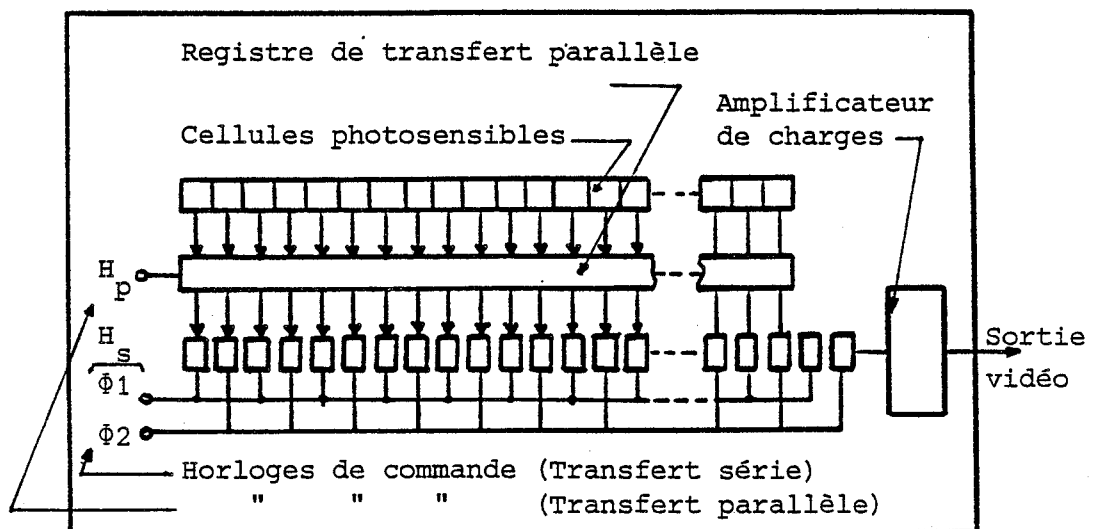 Registre de transfert parallèle
Amplificateur
de charges
Cellules photosensibles
Hp
Hs
Φ1
Φ2
Sortie
vidéo
Horloges de commande (Transfert série)
" " " (Transfert parallèle)